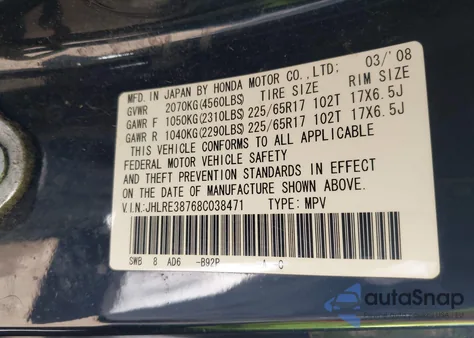 MFD. IN JAPAN BY HONDA MOTOR CO.,LTD; 03/'08
GVWR 2070KG(4560LBS) TIRE SIZE RIM SIZE
GAWR F 1050KG(2310LBS) 225/65R17 102T 17X6.5J
GAWR R 1040KG(2290LBS) 225/65R17 102T 17X6.5J
THIS VEHICLE CONFORMS TO ALL APPLICABLE
FEDERAL MOTOR VEHICLE SAFETY
AND THEFT PREVENTION STANDARDS IN EFFECT
ON THE DATE OF MANUFACTURE SHOWN ABOVE.
V.I.N:JHLRE38768C038471 TYPE: MPV
SWB 8 AD6 -B92P A C
autoSnap